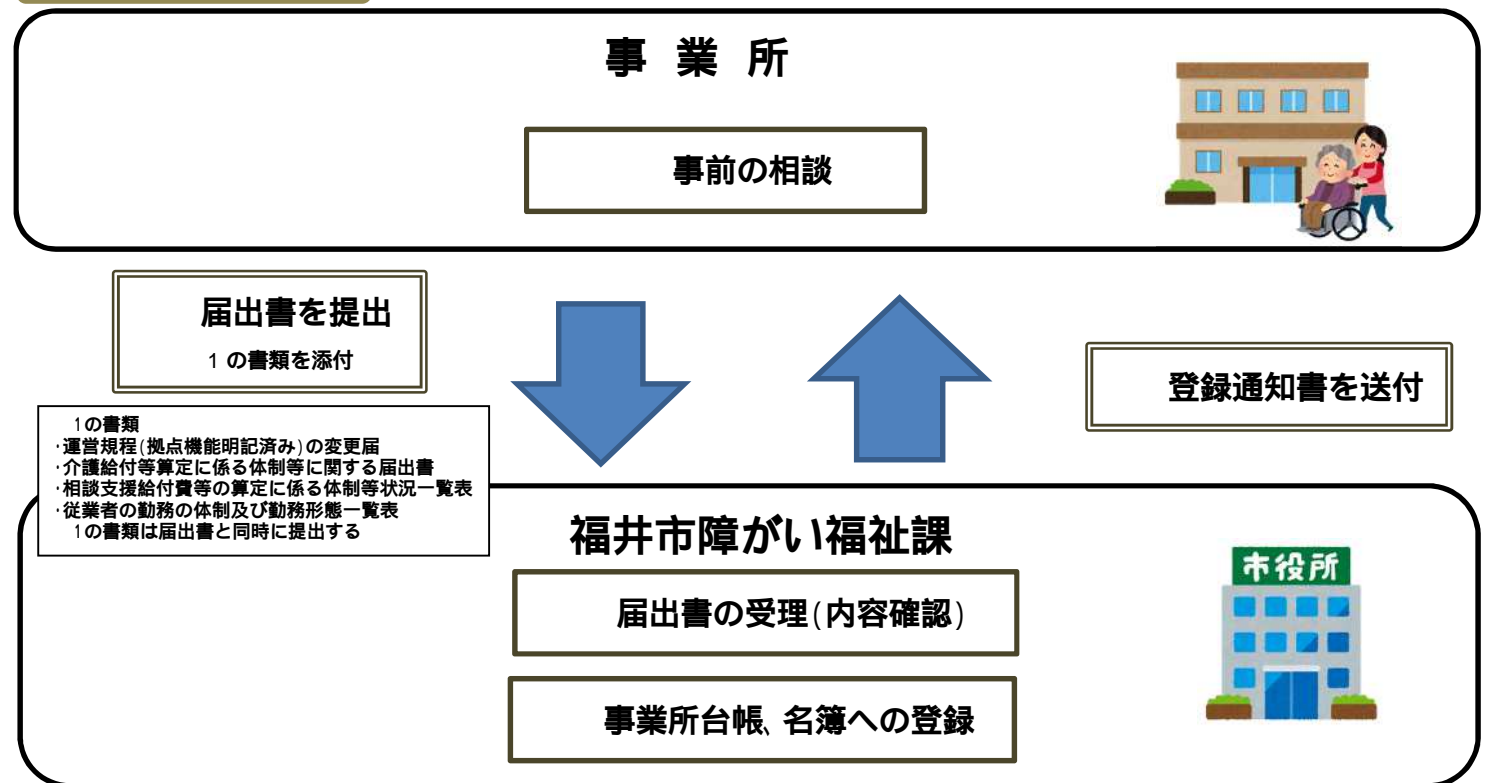 事 業 所
事前の相談
届出書を提出
1 の書類を添付
登録通知書を送付
1の書類
･運営規程(拠点機能明記済み)の変更届
･介護給付等算定に係る体制等に関する届出書
･相談支援給付費等の算定に係る体制等状況一覧表
･従業者の勤務の体制及び勤務形態一覧表
1の書類は届出書と同時に提出する
福井市障がい福祉課
市役所
届出書の受理(内容確認)
事業所台帳、名簿への登録